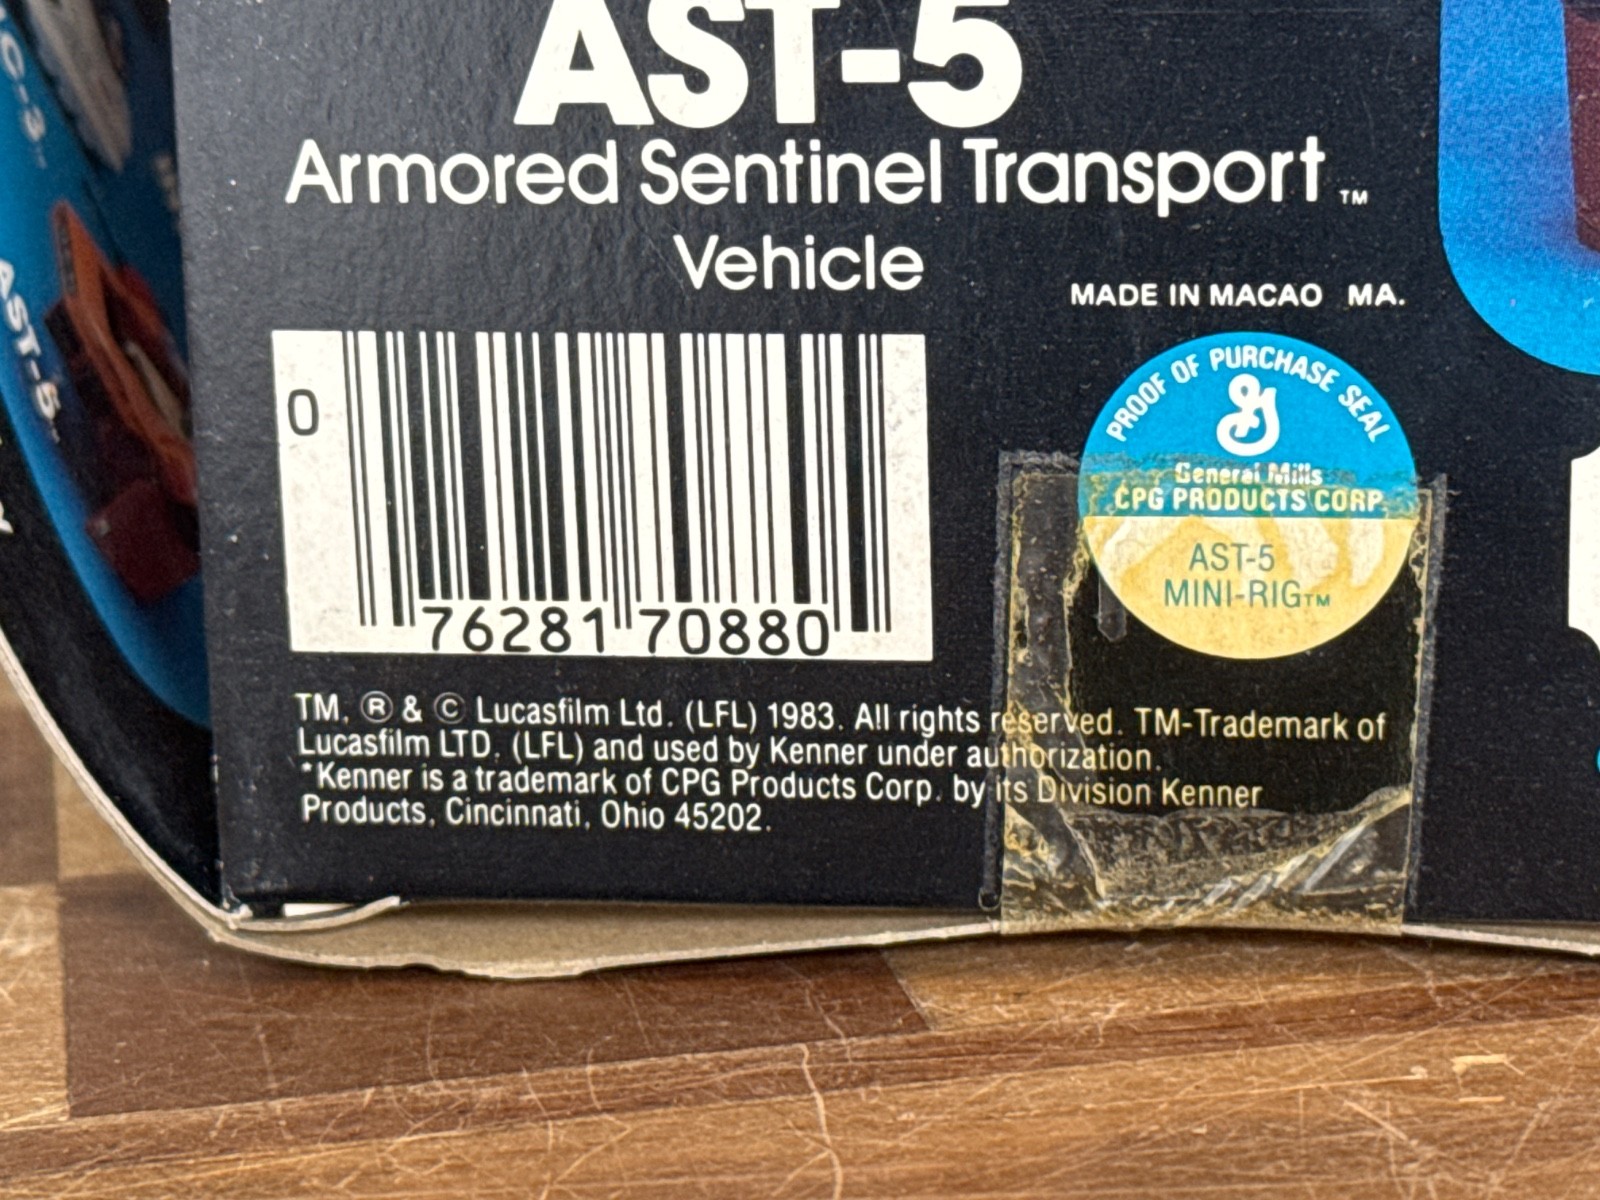 AST-5
Armored Sentinel Transport™
Vehicle
MADE IN MACAO MA.
0
76281 70880
PROOF OF PURCHASE SEAL
General Mills
CPG PRODUCTS CORP.
AST-5
MINI-RIG™
TM, ® & © Lucasfilm Ltd. (LFL) 1983. All rights reserved. TM-Trademark of
Lucasfilm LTD. (LFL) and used by Kenner under authorization.
*Kenner is a trademark of CPG Products Corp. by its Division Kenner
Products, Cincinnati, Ohio 45202.
AST-5